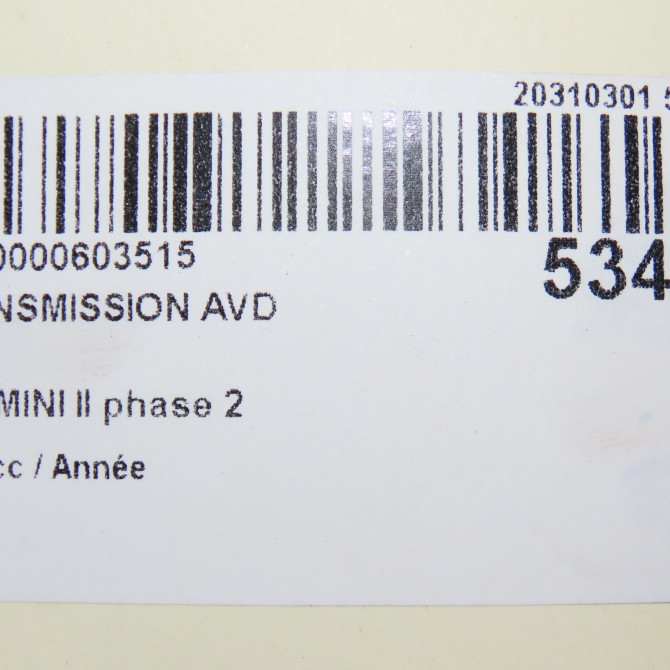 20310301 5
0000603515
534
NSMISSION AVD
MINI II phase 2
cc / Année